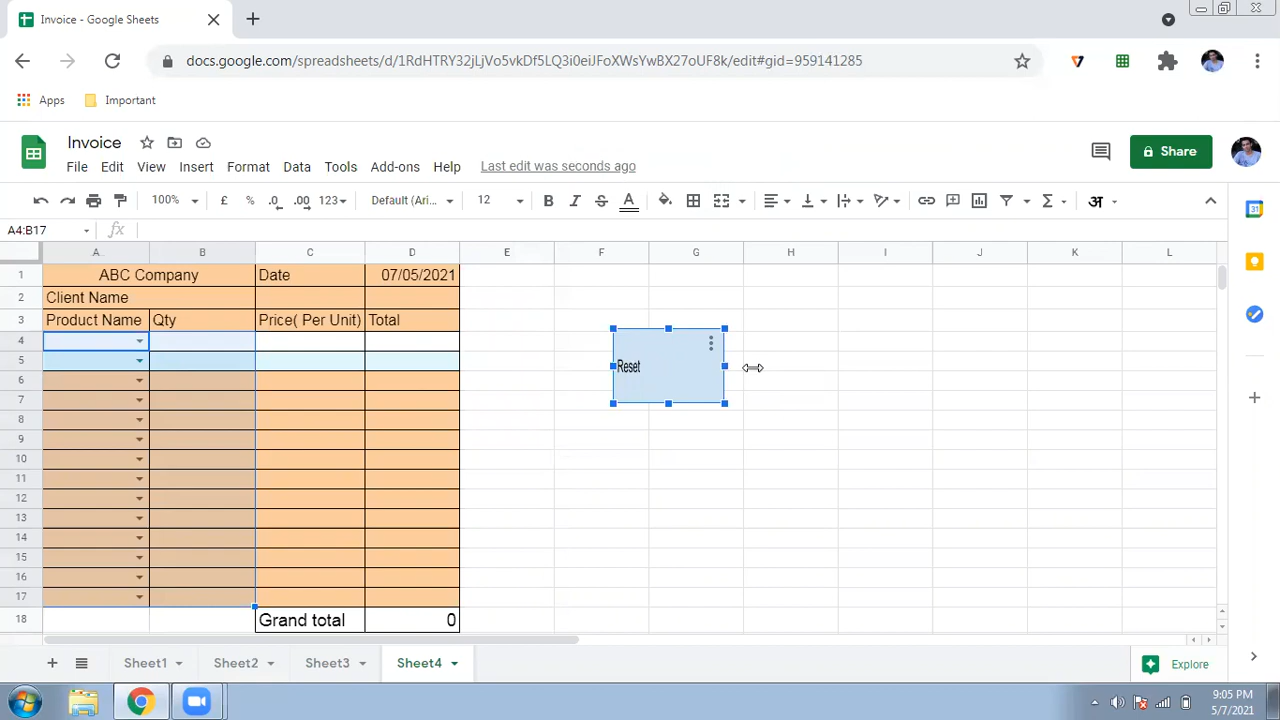 Invoice - Google Sheets
docs.google.com/spreadsheets/d/1RdHTRY32jLjVo5PkDf5LQ3i0eiJFoXWsYwBX27oUF8k/edit#gid=959141285
Apps Important
Invoice
File Edit View Insert Format Data Tools Add-ons Help Last edit was seconds ago
Share
100% £ % .0 .00 123 Default (Ari... 12 B I S A Σ अ
A4:B17 fx
31
A B C D E F G H I J K L
1 ABC Company Date 07/05/2021
2 Client Name
3 Product Name Qty Price( Per Unit) Total
4
5 Reset
6
7
8
9
10
11
12
13
14
15
16
17
18 Grand total 0
Sheet1 Sheet2 Sheet3 Sheet4 Explore
9:05 PM
5/7/2021